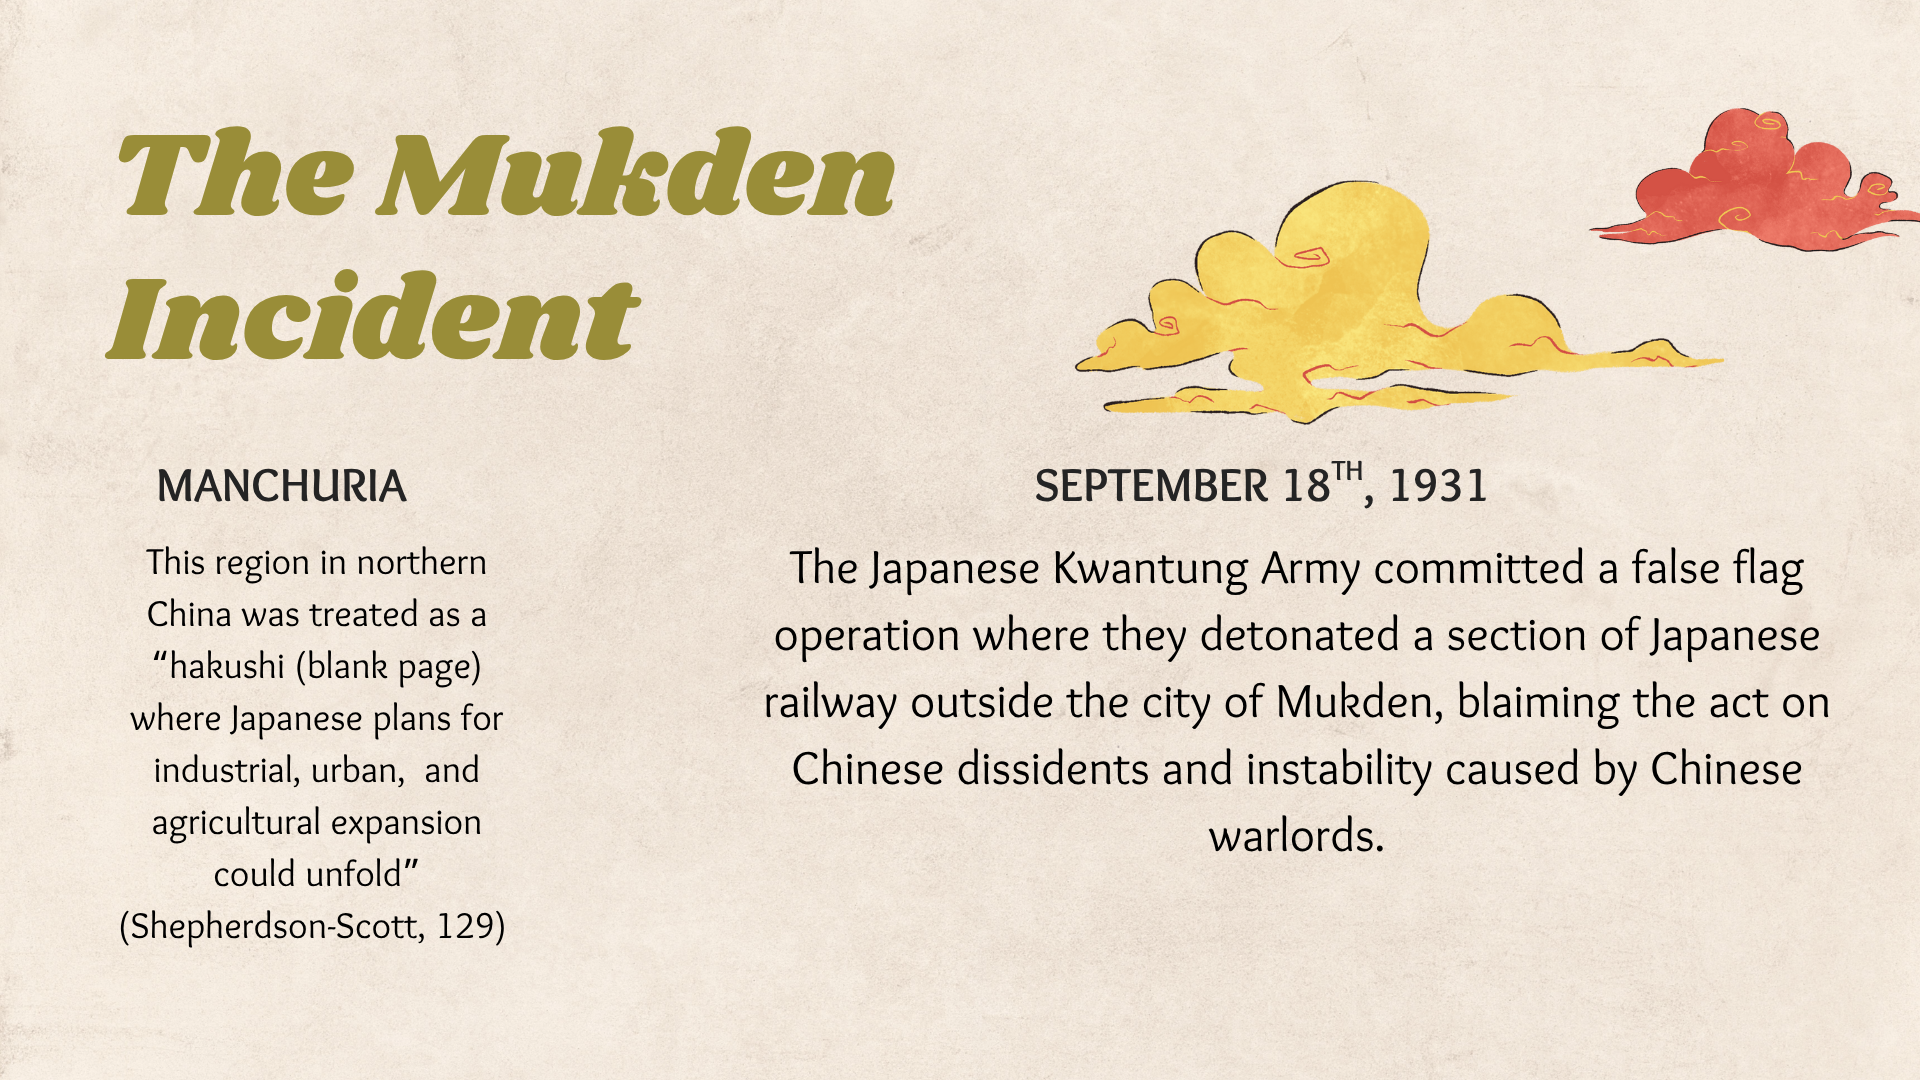 The Mukden
Incident
MANCHURIA
This region in northern
China was treated as a
“hakushi (blank page)
where Japanese plans for
industrial, urban,  and
agricultural expansion
could unfold”
(Shepherdson-Scott, 129)
SEPTEMBER 18TH, 1931
The Japanese Kwantung Army committed a false flag
operation where they detonated a section of Japanese
railway outside the city of Mukden, blaiming the act on
Chinese dissidents and instability caused by Chinese
warlords.